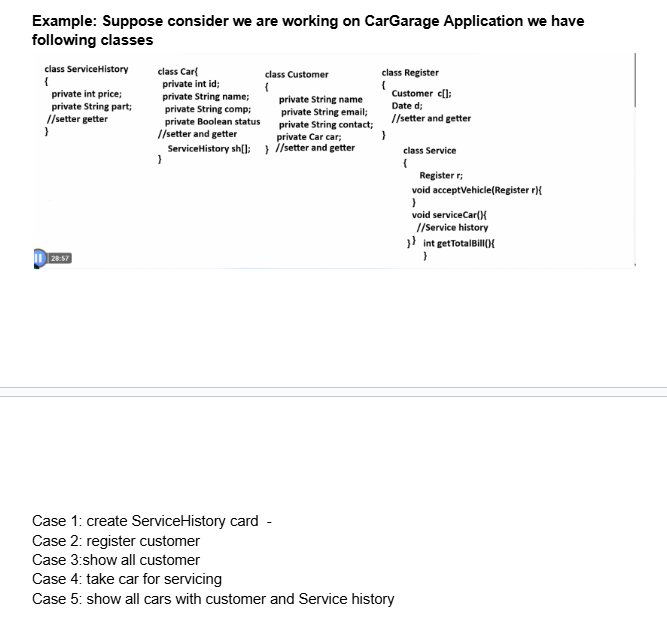 Example: Suppose consider we are working on CarGarage Application we have
following classes
class ServiceHistory
{
private int price;
private String part;
//setter getter
}
class Car{
private int id;
private String name;
private String comp;
private Boolean status
//setter and getter
ServiceHistory sh[];
}
class Customer
{
private String name
private String email;
private String contact;
private Car car;
} //setter and getter
class Register
{
Customer c[];
Date d;
//setter and getter
}
class Service
{
Register r;
void acceptVehicle(Register r){
}
void serviceCar(){
//Service history
}} int getTotalBill(){
}
28:57
Case 1: create ServiceHistory card -
Case 2: register customer
Case 3:show all customer
Case 4: take car for servicing
Case 5: show all cars with customer and Service history